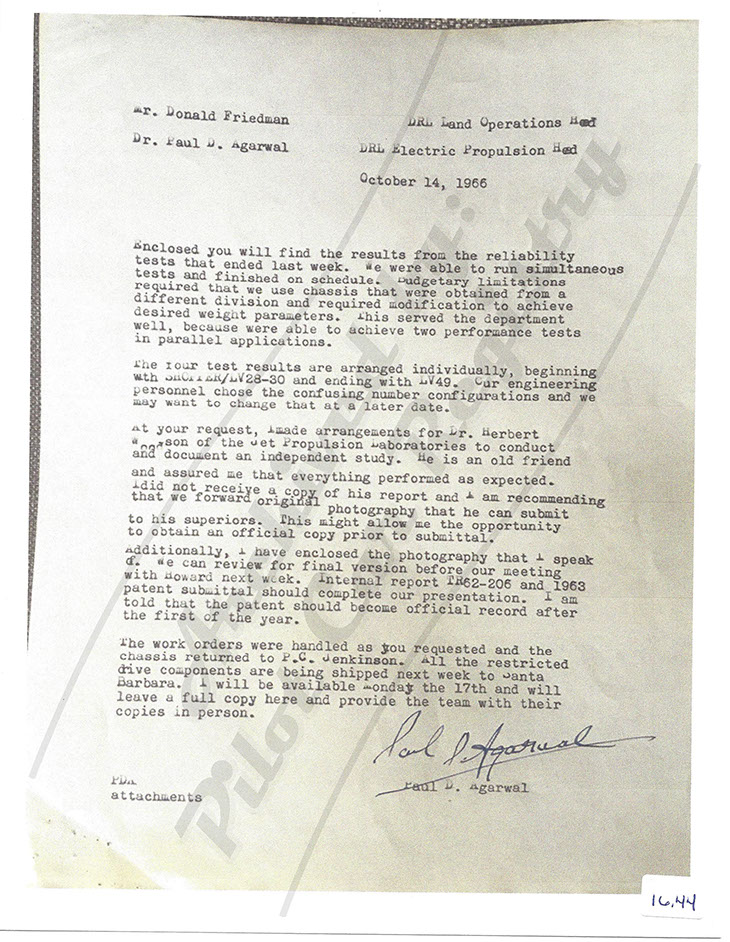 Mr. Donald Friedman DRL Land Operations Head
Dr. Paul D. Agarwal DRL Electric Propulsion Head
October 14, 1966
Enclosed you will find the results from the reliability
tests that ended last week. We were able to run simultaneous
tests and finished on schedule. Budgetary limitations
required that we use chassis that were obtained from a
different division and required modification to achieve
desired weight parameters. This served the department
well, because were able to achieve two performance tests
in parallel applications.
The four test results are arranged individually, beginning
wth /LV28-30 and ending with LV49. Our engineering
personnel chose the confusing number configurations and we
may want to change that at a later date.
At your request, Imade arrangements for Dr. Herbert
of the Jet Propulsion Laboratories to conduct
and document an independent study. He is an old friend
and assured me that everything performed as expected.
Idid not receive a copy of his report and I am recommending
that we forward original photography that he can submit
to his superiors. This might allow me the opportunity
to obtain an official copy prior to submittal.
Additionally, I have enclosed the photography that I speak
of. We can review for final version before our meeting
with Howard next week. Internal report TR62-206 and 1963
patent submittal should complete our presentation. I am
told that the patent should become official record after
the first of the year.
The work orders were handled as you requested and the
chassis returned to P.C. Jenkinson. All the restricted
drive components are being shipped next week to Santa
Barbara. I will be available Monday the 17th and will
leave a full copy here and provide the team with their
copies in person.
Paul D. Agarwal
Paul D. Agarwal
PDA
attachments
by:
Pilot Registry
16.44